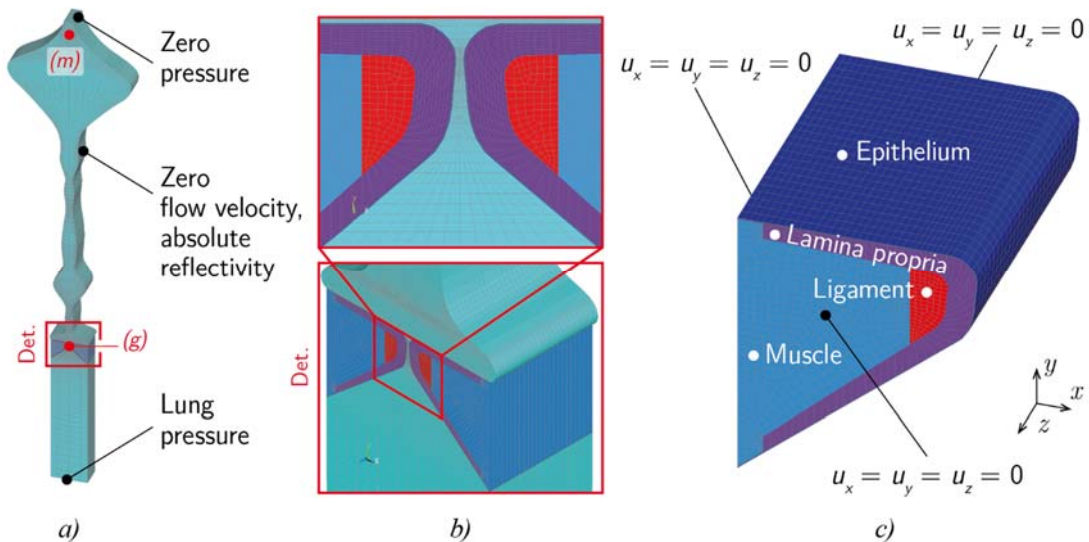 Zero
pressure
(m)
Zero
flow velocity,
absolute
reflectivity
Det.
(g)
Lung
pressure
a)
Det.
b)
u_x = u_y = u_z = 0
u_x = u_y = u_z = 0
Epithelium
Lamina propria
Ligament
Muscle
y
x
z
u_x = u_y = u_z = 0
c)